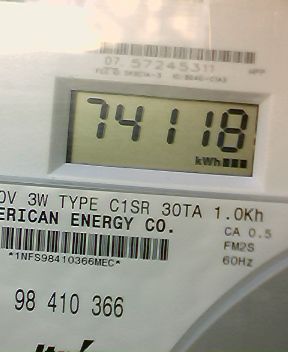 07 57245311
74118
kWh
0V 3W TYPE C1SR 30TA 1.0Kh
ERICAN ENERGY CO.
CA 0.5
FM2S
60Hz
*1NFS98410366MEC*
98 410 366